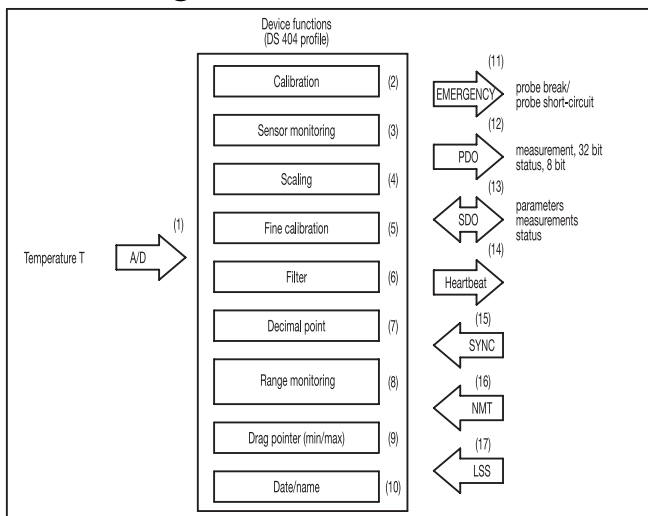 Device functions
(DS 404 profile)
Calibration (2)
Sensor monitoring (3)
Scaling (4)
(1)
Temperature T A/D
Fine calibration (5)
Filter (6)
Decimal point (7)
Range monitoring (8)
Drag pointer (min/max) (9)
Date/name (10)
(11)
EMERGENCY
probe break/
probe short-circuit
(12)
PDO
measurement, 32 bit
status, 8 bit
(13)
SDO
parameters
measurements
status
(14)
Heartbeat
(15)
SYNC
(16)
NMT
(17)
LSS